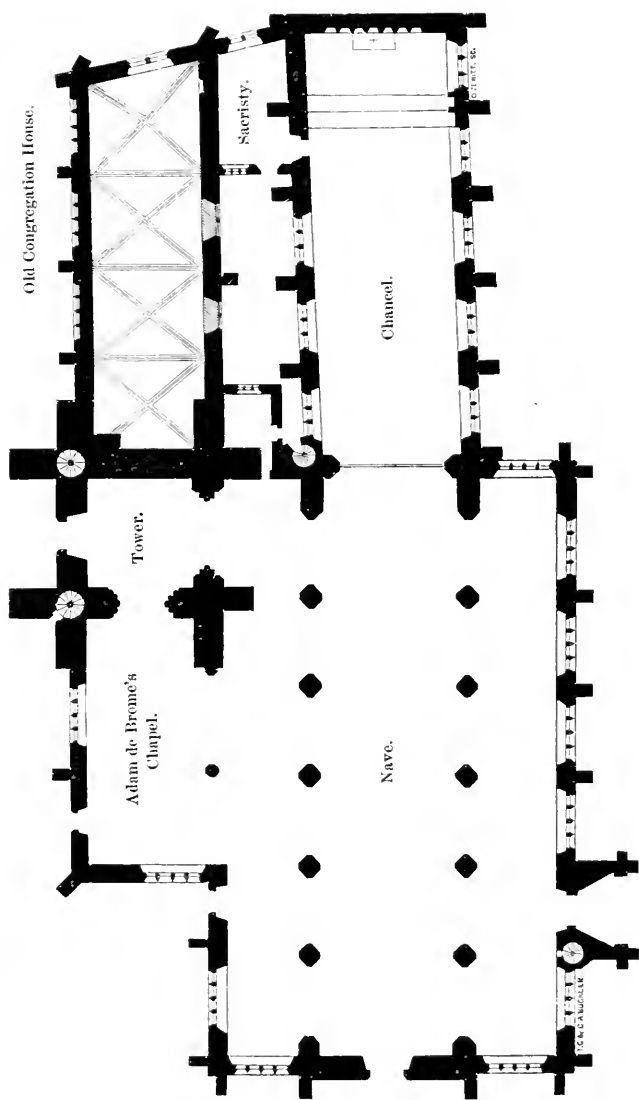 Old Congregation House.
Sacristy.
Chancel.
Tower.
Adam de Brome's
Chapel.
Nave.